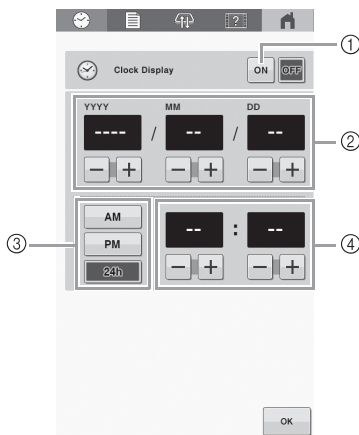 ?
①
Clock Display ON OFF
YYYY MM DD
---- / -- / --
②
− + − + − +
AM
-- : --
③ PM ④
24h − + − +
OK